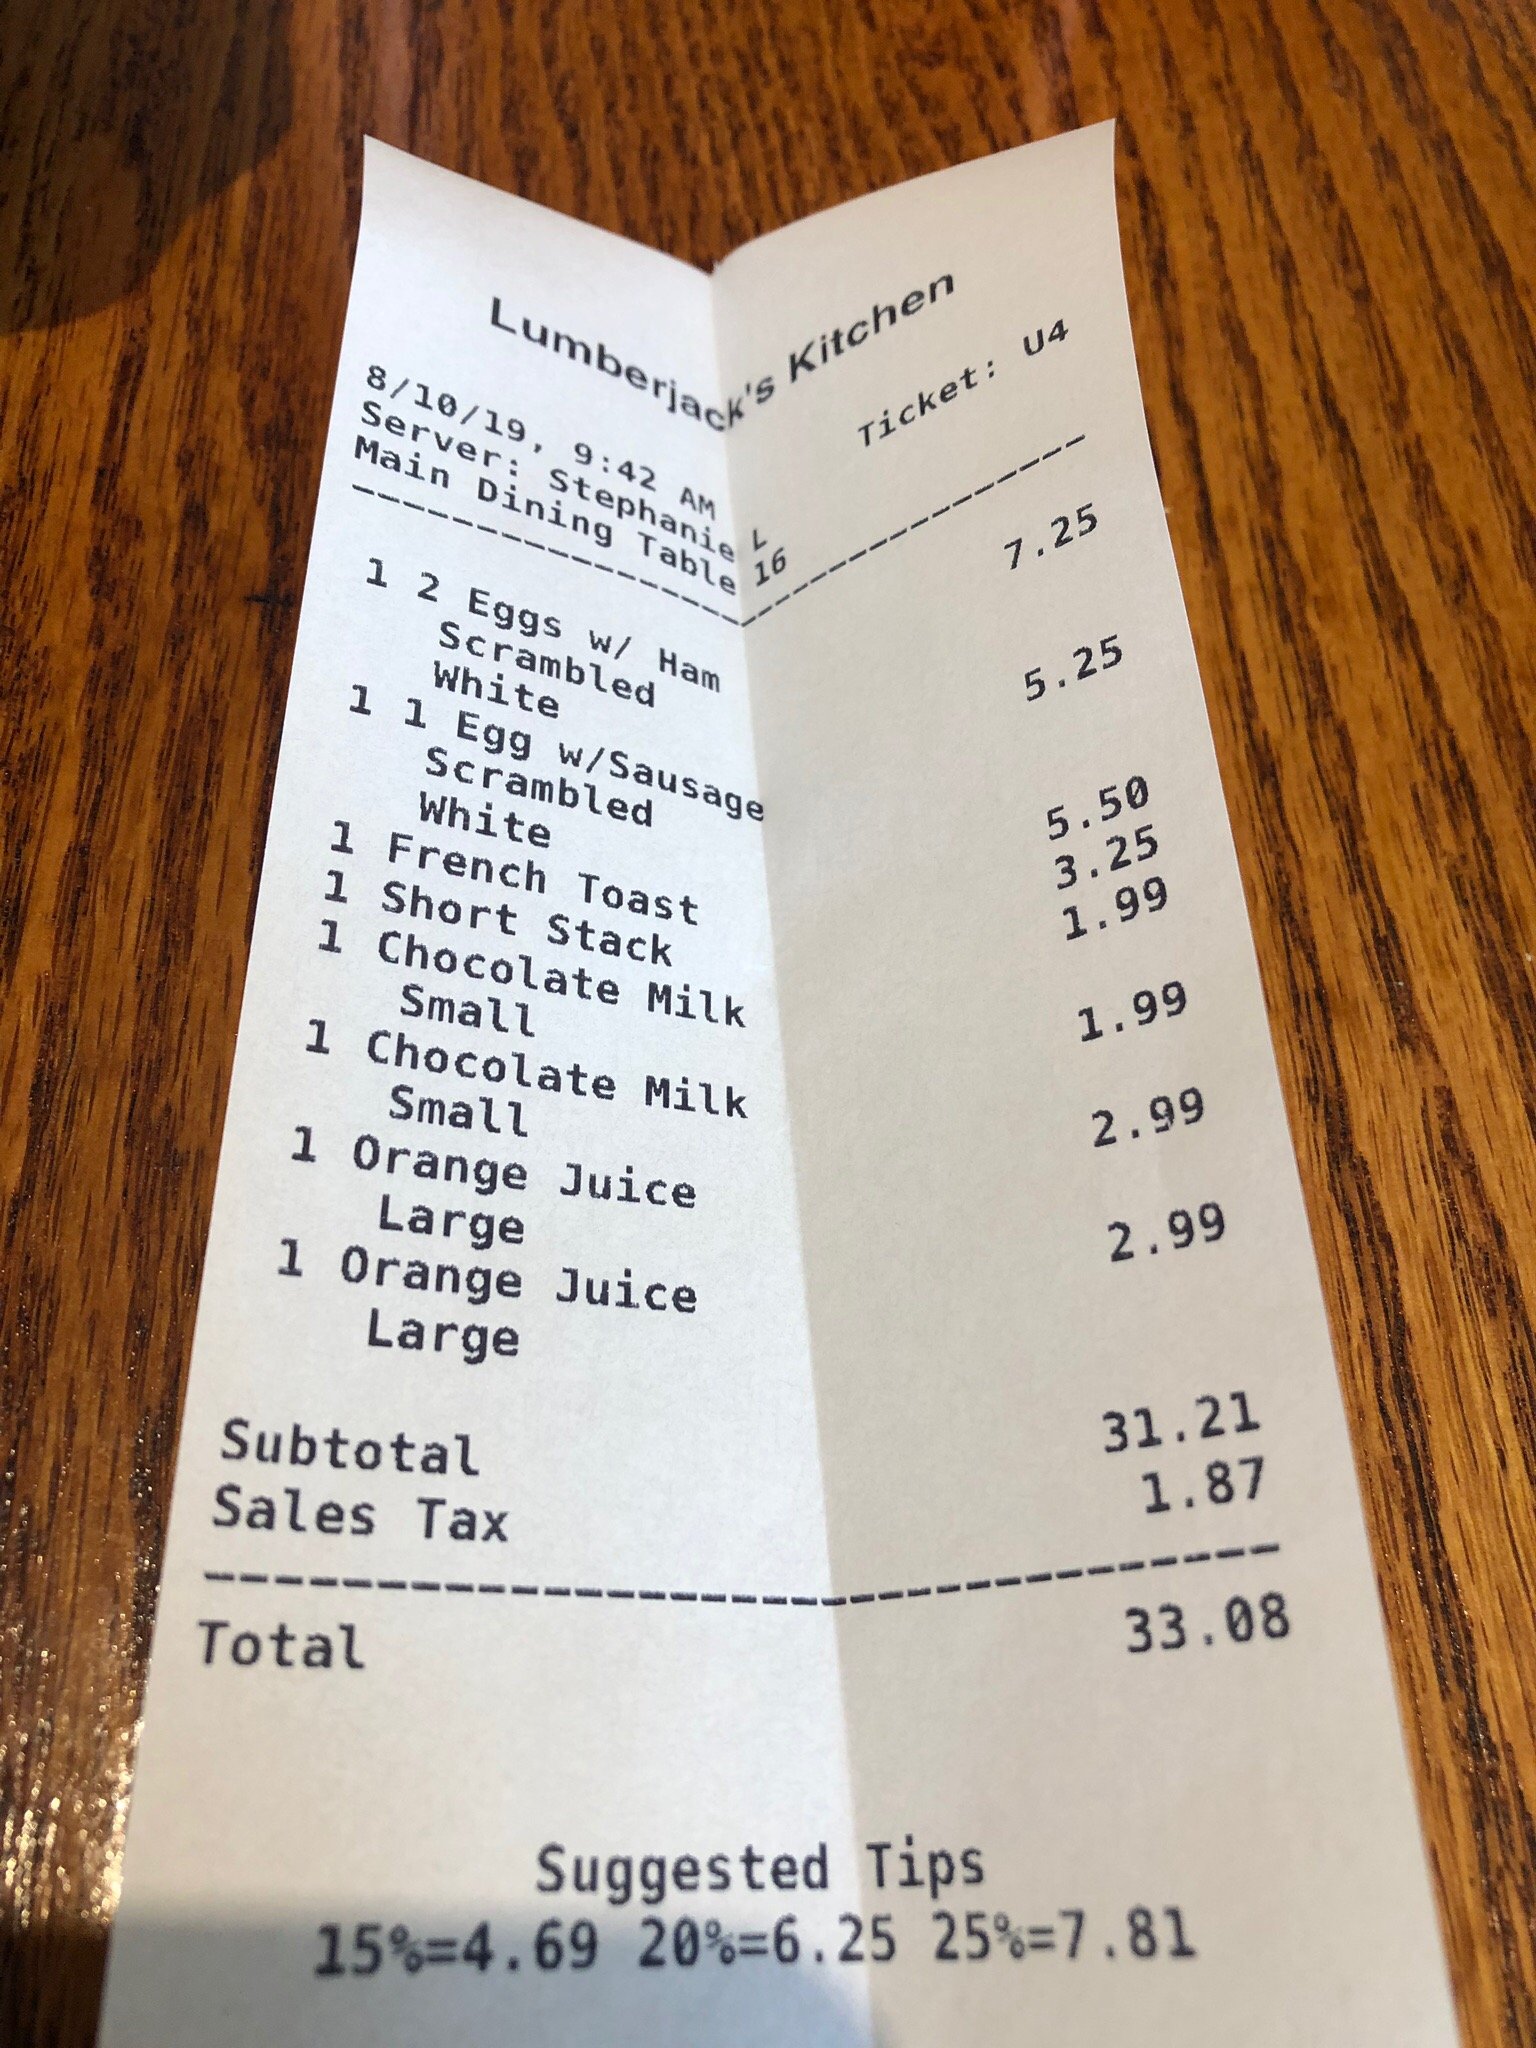 Lumberjack's Kitchen
8/10/19, 9:42 AM Ticket: U4
Server: Stephanie L
Main Dining Table 16
1 2 Eggs w/ Ham 7.25
Scrambled
White
1 1 Egg w/Sausage 5.25
Scrambled
White
1 French Toast 5.50
1 Short Stack 3.25
1 Chocolate Milk 1.99
Small
1 Chocolate Milk 1.99
Small
1 Orange Juice 2.99
Large
1 Orange Juice 2.99
Large
Subtotal 31.21
Sales Tax 1.87
Total 33.08
Suggested Tips
15%=4.69 20%=6.25 25%=7.81